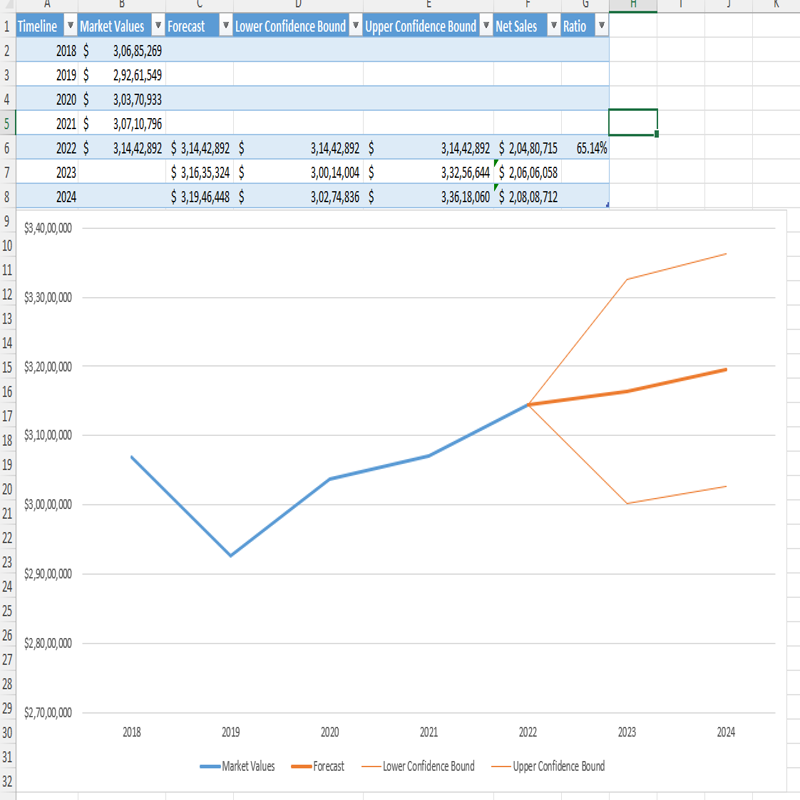 A B C D E F G H I J K
1 Timeline Market Values Forecast Lower Confidence Bound Upper Confidence Bound Net Sales Ratio
2 2018 $ 3,06,85,269
3 2019 $ 2,92,61,549
4 2020 $ 3,03,70,933
5 2021 $ 3,07,10,796
6 2022 $ 3,14,42,892 $ 3,14,42,892 $ 3,14,42,892 $ 3,14,42,892 $ 2,04,80,715 65.14%
7 2023 $ 3,16,35,324 $ 3,00,14,004 $ 3,32,56,644 $ 2,06,06,058
8 2024 $ 3,19,46,448 $ 3,02,74,836 $ 3,36,18,060 $ 2,08,08,712
9 $3,40,00,000
10
11
12 $3,30,00,000
13
14
15 $3,20,00,000
16
17
18 $3,10,00,000
19
20
21 $3,00,00,000
22
23 $2,90,00,000
24
25
26 $2,80,00,000
27
28
29 $2,70,00,000
30 2018 2019 2020 2021 2022 2023 2024
31 Market Values Forecast Lower Confidence Bound Upper Confidence Bound
32